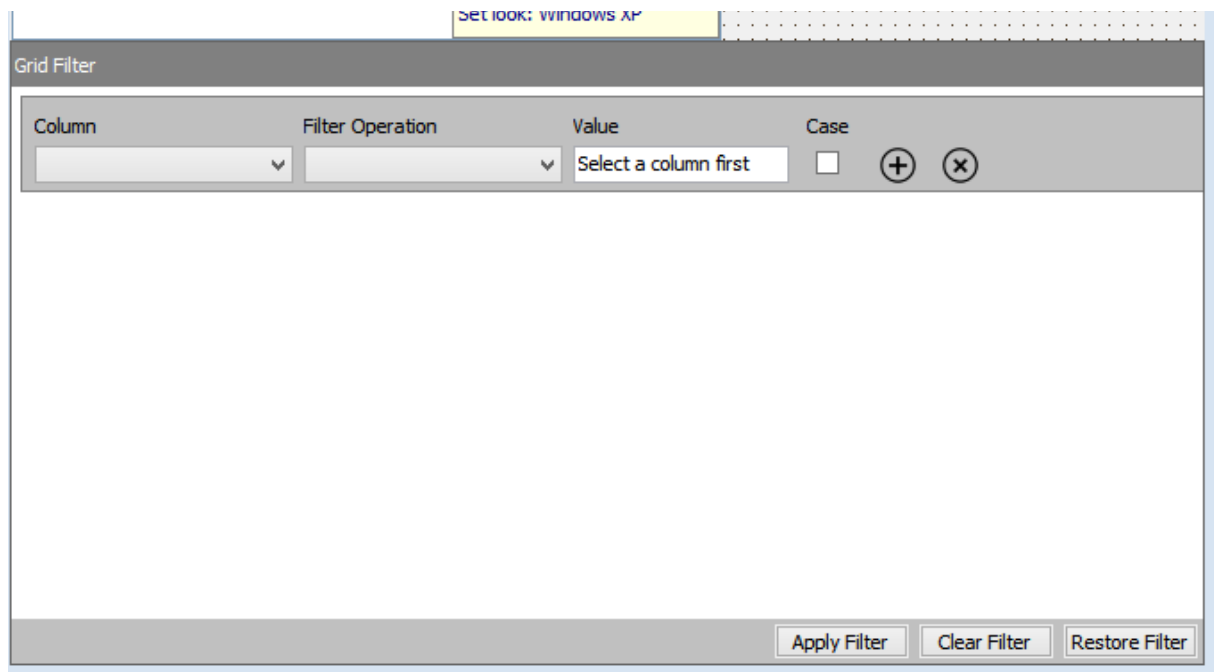 Set look: Windows XP
Grid Filter
Column Filter Operation Value Case
Select a column first
Apply Filter Clear Filter Restore Filter